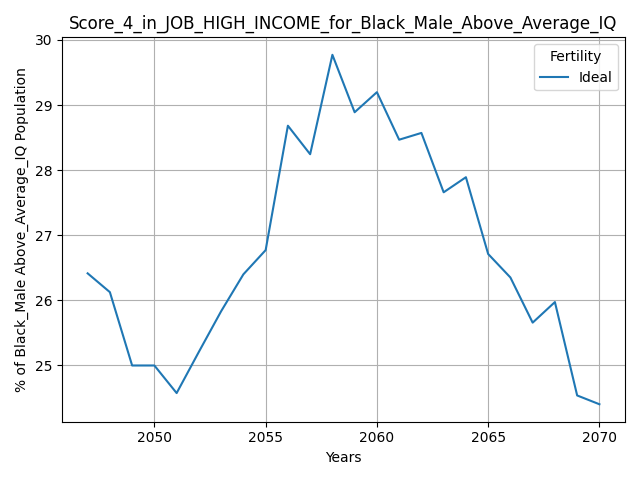 Score_4_in_JOB_HIGH_INCOME_for_Black_Male_Above_Average_IQ
30
29
28
27
26
25
% of Black_Male Above_Average_IQ Population
Fertility
Ideal
2050 2055 2060 2065 2070
Years